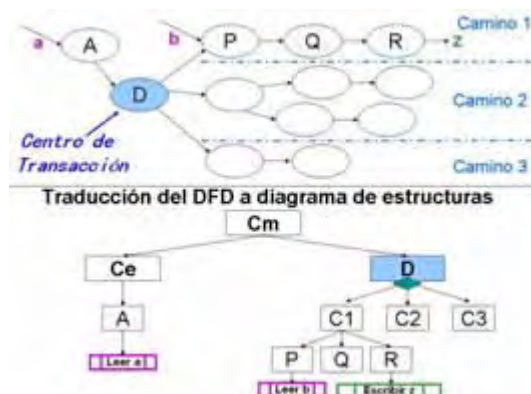 a
A
b
P
Q
R
z
Camino 1
D
Camino 2
Centro de
Transacción
Camino 3
Traducción del DFD a diagrama de estructuras
Cm
Ce
D
A
C1
C2
C3
Leer a
P
Q
R
Leer b
Escribir z